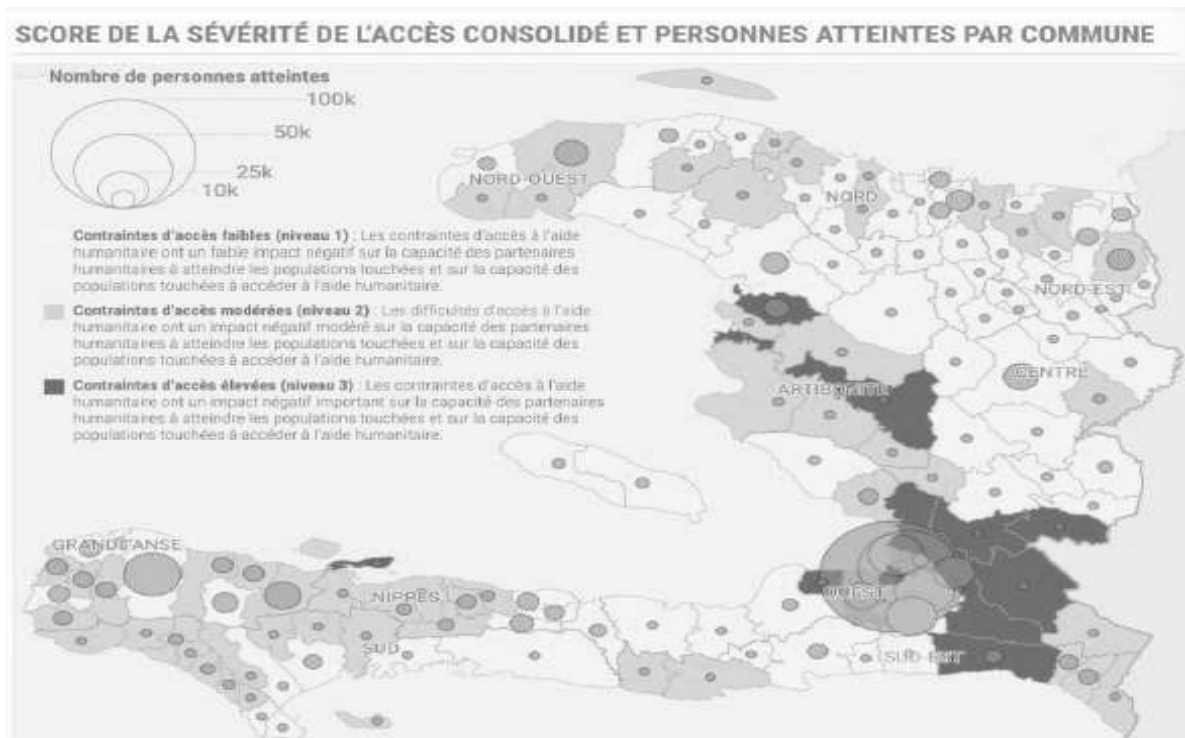 SCORE DE LA SÉVÉRITÉ DE L'ACCÈS CONSOLIDÉ ET PERSONNES ATTEINTES PAR COMMUNE
Nombre de personnes atteintes
100k
50k
25k
10k
Contraintes d'accès faibles (niveau 1) : Les contraintes d'accès à l'aide
humanitaire ont un faible impact négatif sur la capacité des partenaires
humanitaires à atteindre les populations touchées et sur la capacité des
populations touchées à accéder à l'aide humanitaire.
Contraintes d'accès modérées (niveau 2) : Les difficultés d'accès à l'aide
humanitaire ont un impact négatif modéré sur la capacité des partenaires
humanitaires à atteindre les populations touchées et sur la capacité des
populations touchées à accéder à l'aide humanitaire.
Contraintes d'accès élevées (niveau 3) : Les contraintes d'accès à l'aide
humanitaire ont un impact négatif important sur la capacité des partenaires
humanitaires à atteindre les populations touchées et sur la capacité des
populations touchées à accéder à l'aide humanitaire.
NORD-OUEST
NORD
NORD-EST
CENTRE
ARTIBONITE
GRAND'ANSE
NIPPES
OUEST
SUD
SUD-EST